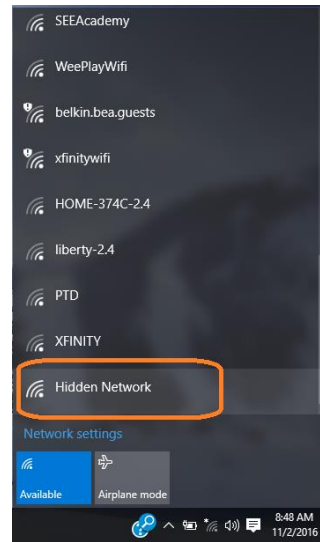 SEEAcademy
WeePlayWifi
belkin.bea.guests
xfinitywifi
HOME-374C-2.4
liberty-2.4
PTD
XFINITY
Hidden Network
Network settings
Available Airplane mode
8:48 AM
11/2/2016